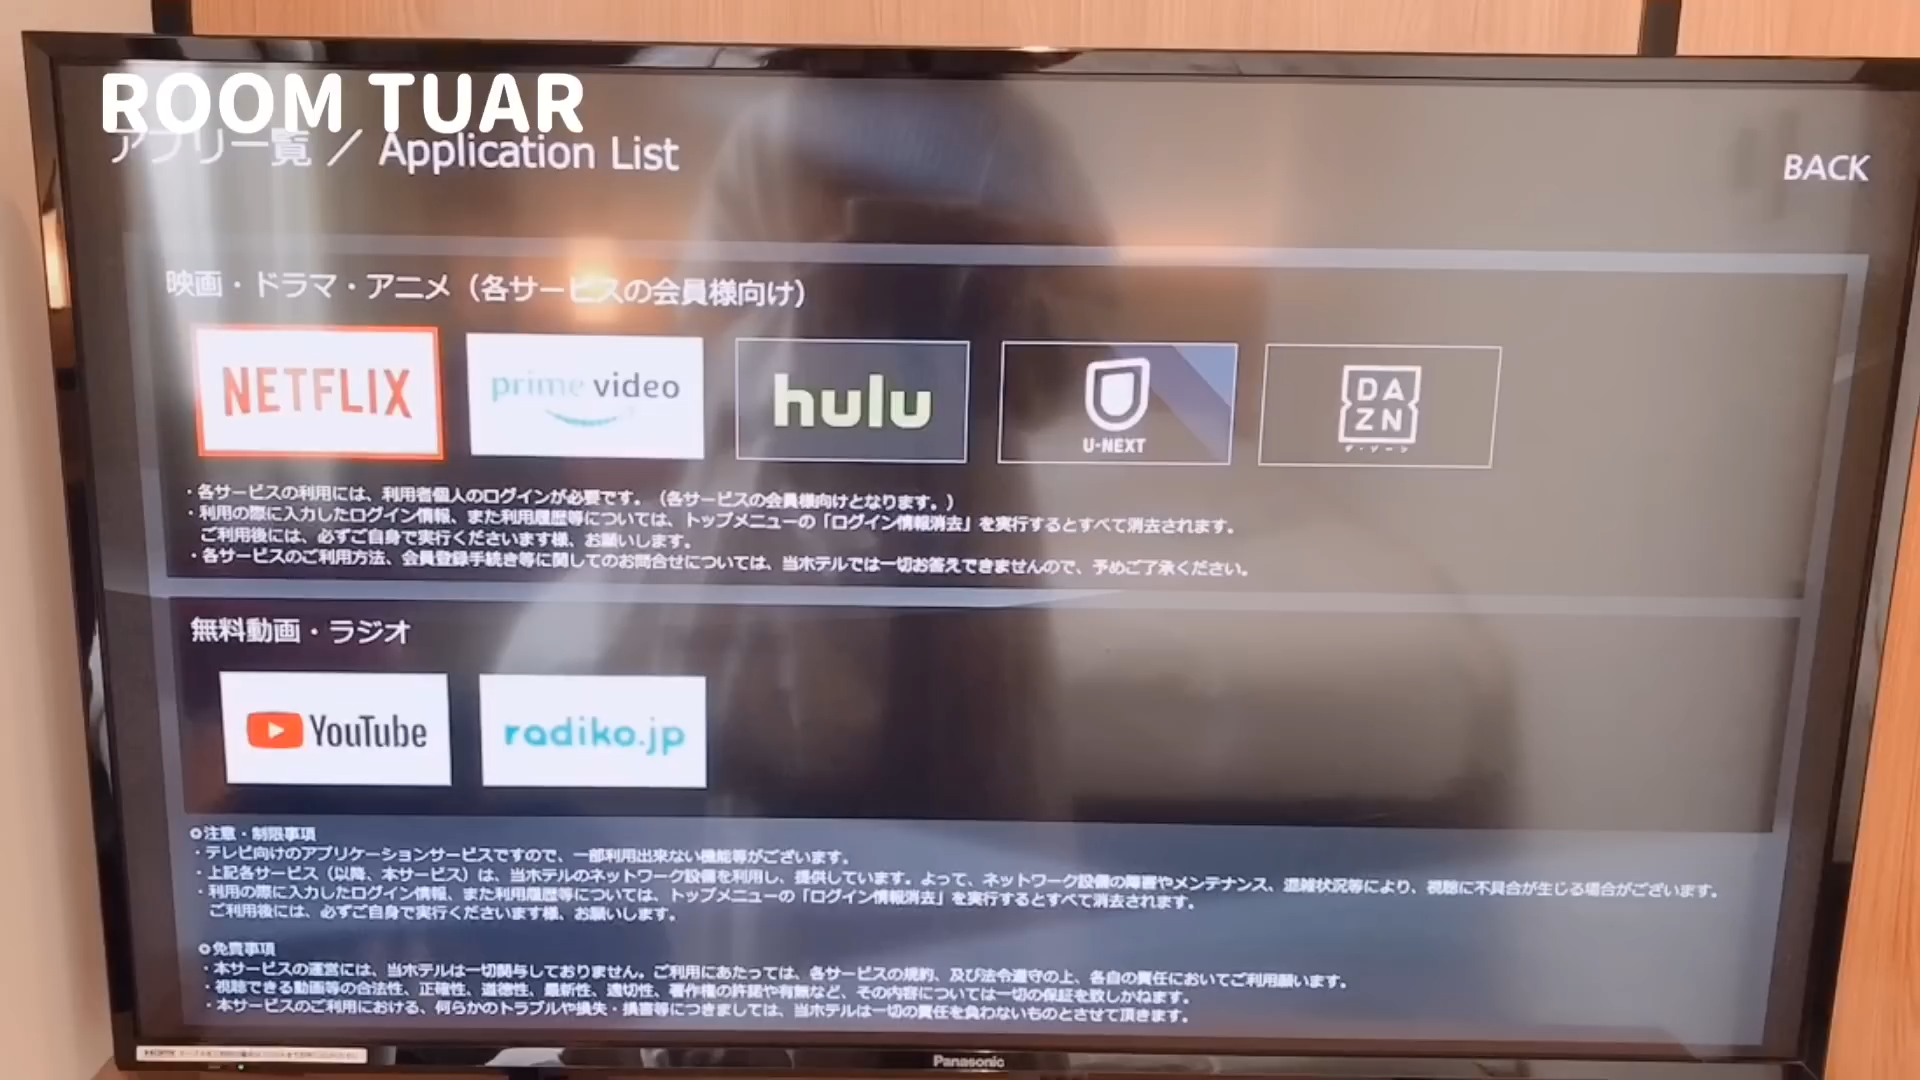 ROOM TUAR
アプリ一覧 ／ Application List
BACK
映画・ドラマ・アニメ（各サービスの会員様向け）
NETFLIX
prime video
hulu
U-NEXT
DAZN
ダ・ゾーン
・各サービスの利用には、利用者個人のログインが必要です。（各サービスの会員様向けとなります。）
・利用の際に入力したログイン情報、また利用履歴等については、トップメニューの「ログイン情報消去」を実行するとすべて消去されます。
ご利用後には、必ずご自身で実行くださいます様、お願いします。
・各サービスのご利用方法、会員登録手続き等に関してのお問合せについては、当ホテルでは一切お答えできませんので、予めご了承ください。
無料動画・ラジオ
YouTube
radiko.jp
◎注意・制限事項
・テレビ向けのアプリケーションサービスですので、一部利用出来ない機能等がございます。
・上記各サービス（以降、本サービス）は、当ホテルのネットワーク設備を利用し、提供しています。よって、ネットワーク設備の障害やメンテナンス、混雑状況等により、視聴に不具合が生じる場合がございます。
・利用の際に入力したログイン情報、また利用履歴等については、トップメニューの「ログイン情報消去」を実行するとすべて消去されます。
ご利用後には、必ずご自身で実行くださいます様、お願いします。
◎免責事項
・本サービスの運営には、当ホテルは一切関与しておりません。ご利用にあたっては、各サービスの規約、及び法令遵守の上、各自の責任においてご利用願います。
・視聴できる動画等の合法性、正確性、道徳性、最新性、適切性、著作権の許諾や有無など、その内容については一切の保証を致しかねます。
・本サービスのご利用における、何らかのトラブルや損失・損害等につきましては、当ホテルは一切の責任を負わないものとさせて頂きます。
HDMI
Panasonic